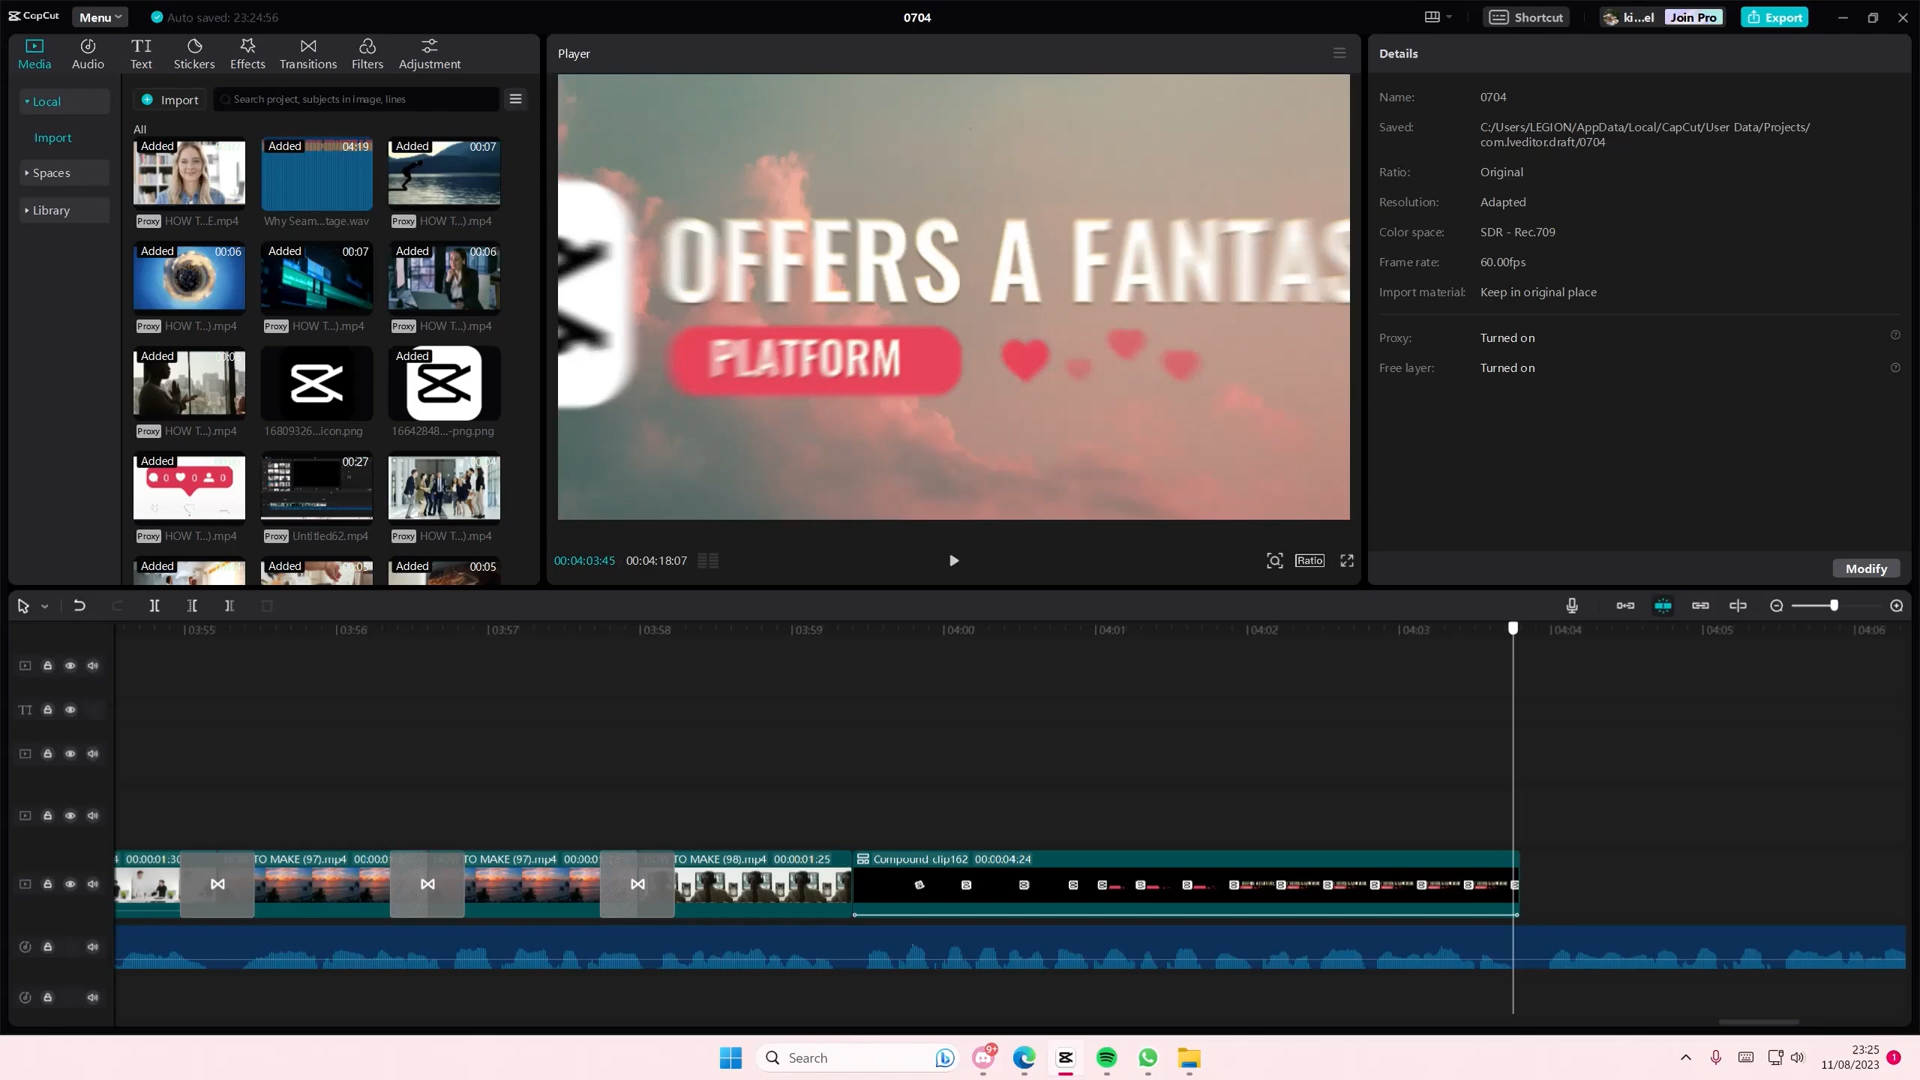 CapCut
Menu
Auto saved: 23:24:56
0704
Shortcut
ki...el
Join Pro
Export
Media
Audio
Text
Stickers
Effects
Transitions
Filters
Adjustment
Local
Import
Spaces
Library
Import
Search project, subjects in image, lines
All
Added
Added 04:19
Added 00:07
Proxy HOW T...E.mp4
Why Seam...tage.wav
Proxy HOW T...).mp4
Added 00:06
Added 00:07
Added 00:06
Proxy HOW T...).mp4
Proxy HOW T...).mp4
Proxy HOW T...).mp4
Added
Added
Proxy HOW T...).mp4
16809326...icon.png
16642848...-png.png
Added
0 0 0
00:27
Proxy HOW T...).mp4
Proxy Untitled62.mp4
Proxy HOW T...).mp4
Added
Added 00:05
Added 00:05
Player
OFFERS A FANTAS
PLATFORM
00:04:03:45
00:04:18:07
Ratio
Details
Name: 0704
Saved: C:/Users/LEGION/AppData/Local/CapCut/User Data/Projects/
com.lveditor.draft/0704
Ratio: Original
Resolution: Adapted
Color space: SDR - Rec.709
Frame rate: 60.00fps
Import material: Keep in original place
Proxy: Turned on
Free layer: Turned on
Modify
03:55
03:56
03:57
03:58
03:59
04:00
04:01
04:02
04:03
04:04
04:05
04:06
4 00:00:01:30
TO MAKE (97).mp4
TO MAKE (97).mp4
TO MAKE (98).mp4 00:00:01:25
Compound clip162 00:00:04:24
Search
9+
23:25
11/08/2023
1